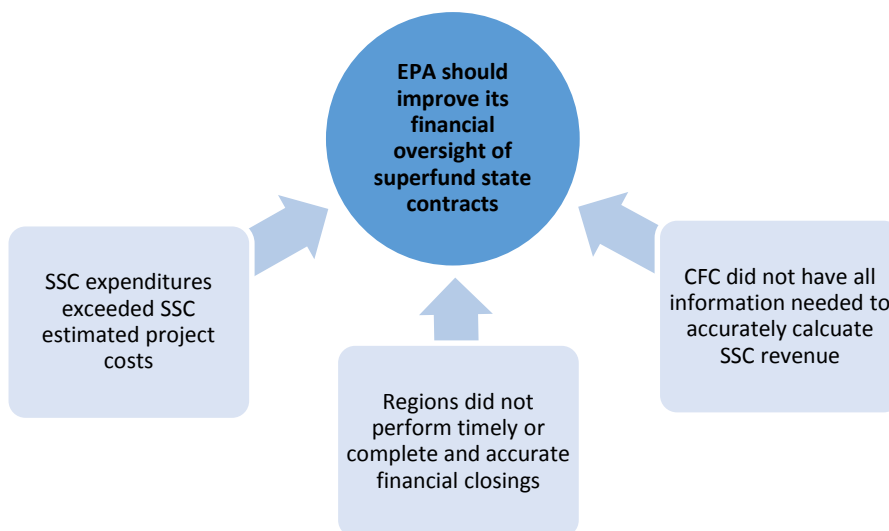 EPA should
improve its
financial
oversight of
superfund state
contracts
SSC expenditures
exceeded SSC
estimated project
costs
Regions did not
perform timely or
complete and accurate
financial closings
CFC did not have all
information needed to
accurately calcuate
SSC revenue